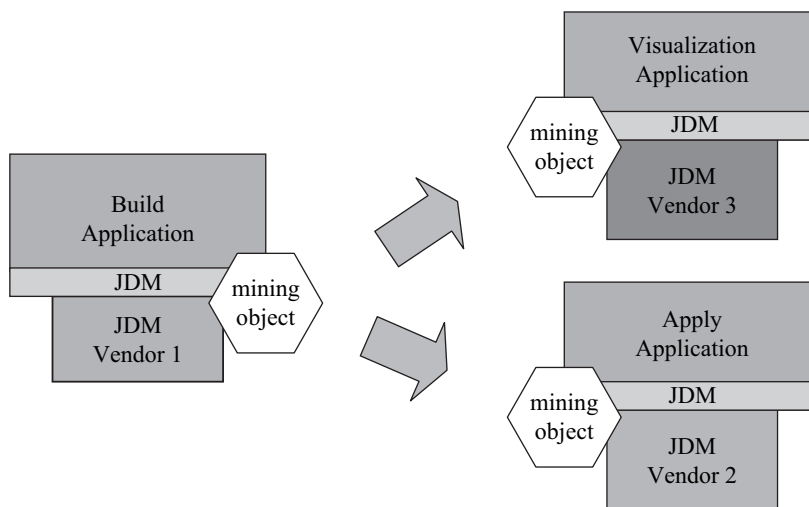 Build
Application
JDM
JDM
Vendor 1
mining
object
Visualization
Application
JDM
mining
object
JDM
Vendor 3
Apply
Application
JDM
mining
object
JDM
Vendor 2